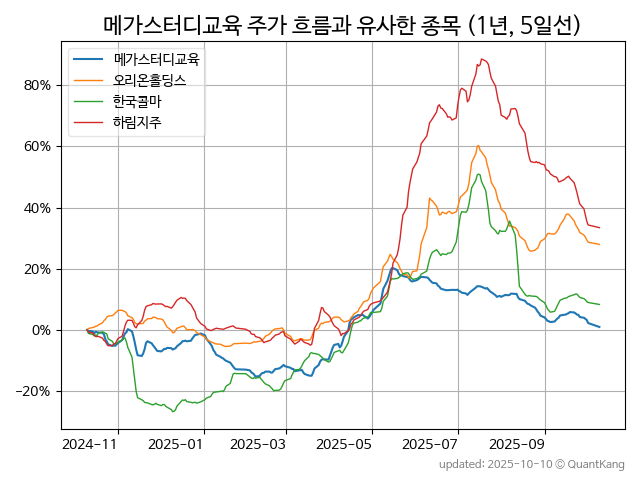 메가스터디교육 주가 흐름과 유사한 종목 (1년, 5일선)
메가스터디교육
오리온홀딩스
한국콜마
하림지주
80%
60%
40%
20%
0%
−20%
2024-11
2025-01
2025-03
2025-05
2025-07
2025-09
updated: 2025-10-10 © QuantKang